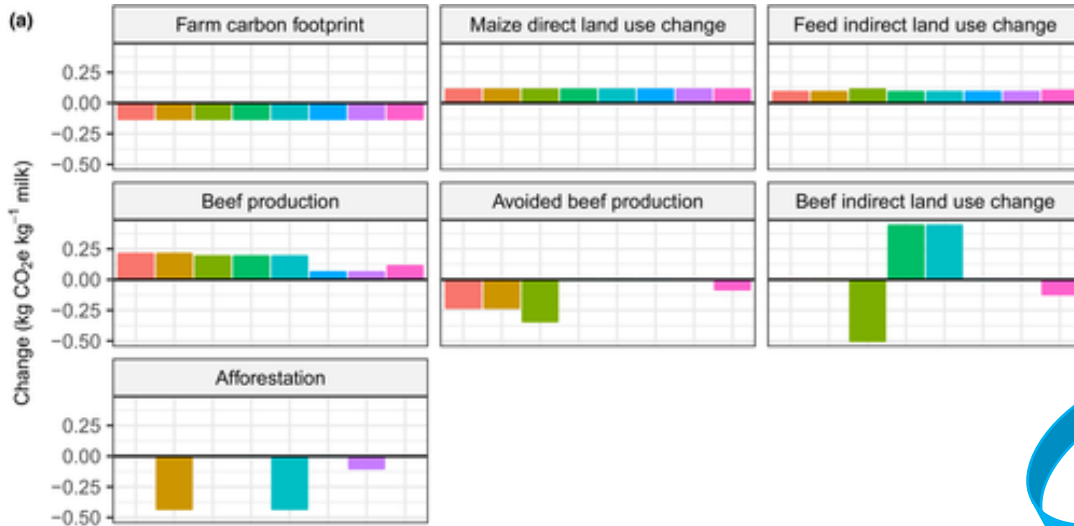 (a)
Farm carbon footprint
Maize direct land use change
Feed indirect land use change
0.25
0.00
−0.25
−0.50
Beef production
Avoided beef production
Beef indirect land use change
0.25
0.00
−0.25
−0.50
Change (kg CO₂e kg⁻¹ milk)
Afforestation
0.25
0.00
−0.25
−0.50